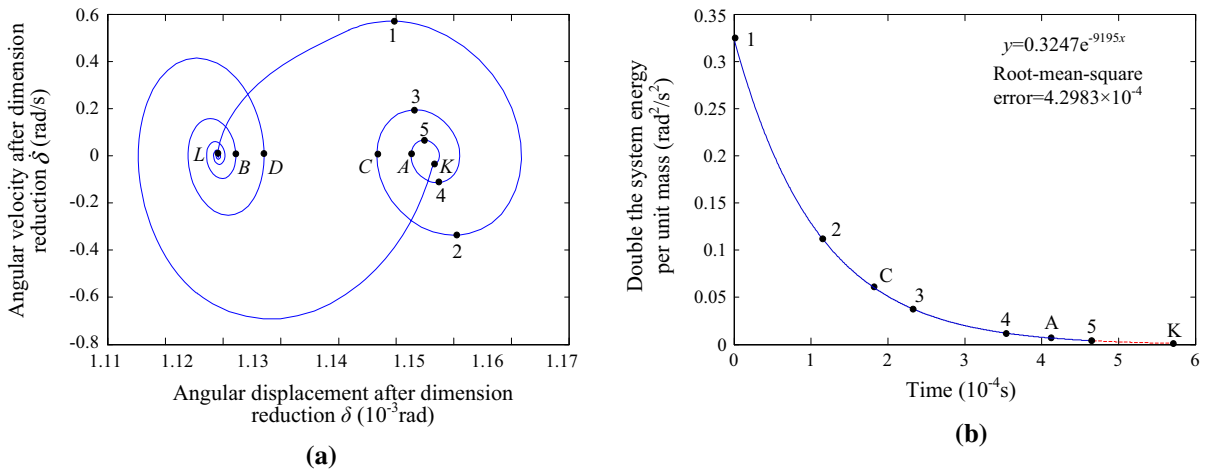 Angular velocity after dimension
reduction δ̇ (rad/s)
0.6
0.4
0.2
0
-0.2
-0.4
-0.6
-0.8
1
3
5
L
B
D
C
A
K
4
2
1.11
1.12
1.13
1.14
1.15
1.16
1.17
Angular displacement after dimension
reduction δ (10-3rad)
(a)
Double the system energy
per unit mass (rad2/s2)
0.35
0.3
0.25
0.2
0.15
0.1
0.05
0
y=0.3247e-9195x
Root-mean-square
error=4.2983×10-4
1
2
C
3
4
A
5
K
0
1
2
3
4
5
6
Time (10-4s)
(b)